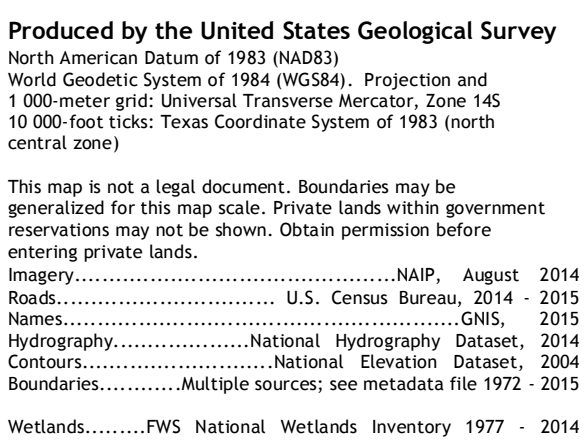 Produced by the United States Geological Survey
North American Datum of 1983 (NAD83)
World Geodetic System of 1984 (WGS84).  Projection and
1 000-meter grid: Universal Transverse Mercator, Zone 14S
10 000-foot ticks: Texas Coordinate System of 1983 (north
central zone)
This map is not a legal document. Boundaries may be
generalized for this map scale. Private lands within government
reservations may not be shown. Obtain permission before
entering private lands.
Imagery...............................................NAIP, August 2014
Roads................................ U.S. Census Bureau, 2014 - 2015
Names..........................................................GNIS, 2015
Hydrography....................National Hydrography Dataset, 2014
Contours............................National Elevation Dataset, 2004
Boundaries............Multiple sources; see metadata file 1972 - 2015
Wetlands.........FWS National Wetlands Inventory 1977 - 2014